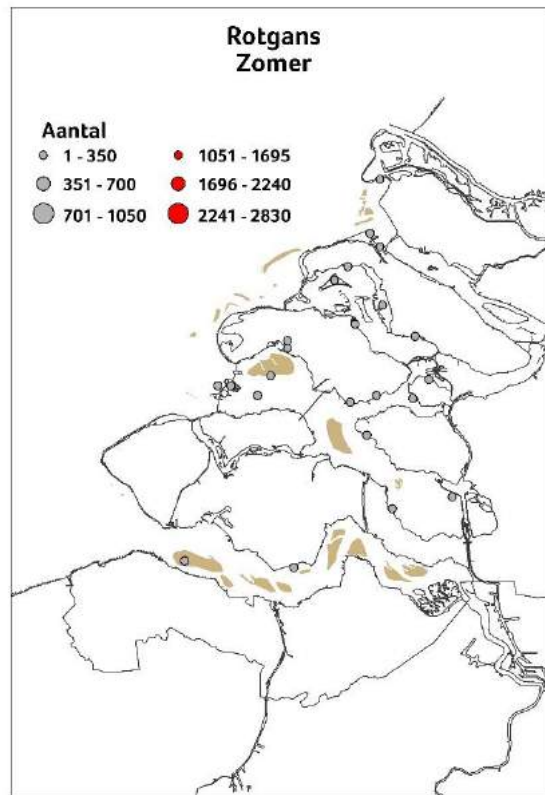 Rotgans
Zomer
Aantal
1 - 350
1051 - 1695
351 - 700
1696 - 2240
701 - 1050
2241 - 2830